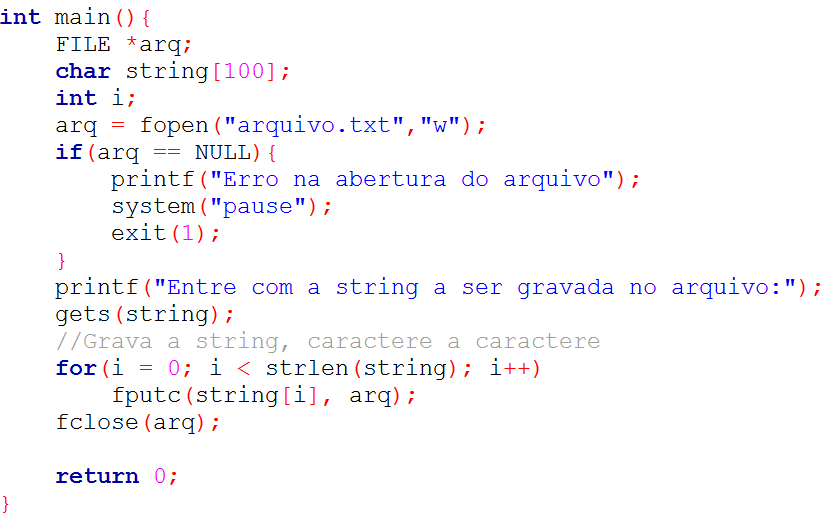 int main(){
    FILE *arq;
    char string[100];
    int i;
    arq = fopen("arquivo.txt","w");
    if(arq == NULL){
        printf("Erro na abertura do arquivo");
        system("pause");
        exit(1);
    }
    printf("Entre com a string a ser gravada no arquivo:");
    gets(string);
    //Grava a string, caractere a caractere
    for(i = 0; i < strlen(string); i++)
        fputc(string[i], arq);
    fclose(arq);

    return 0;
}